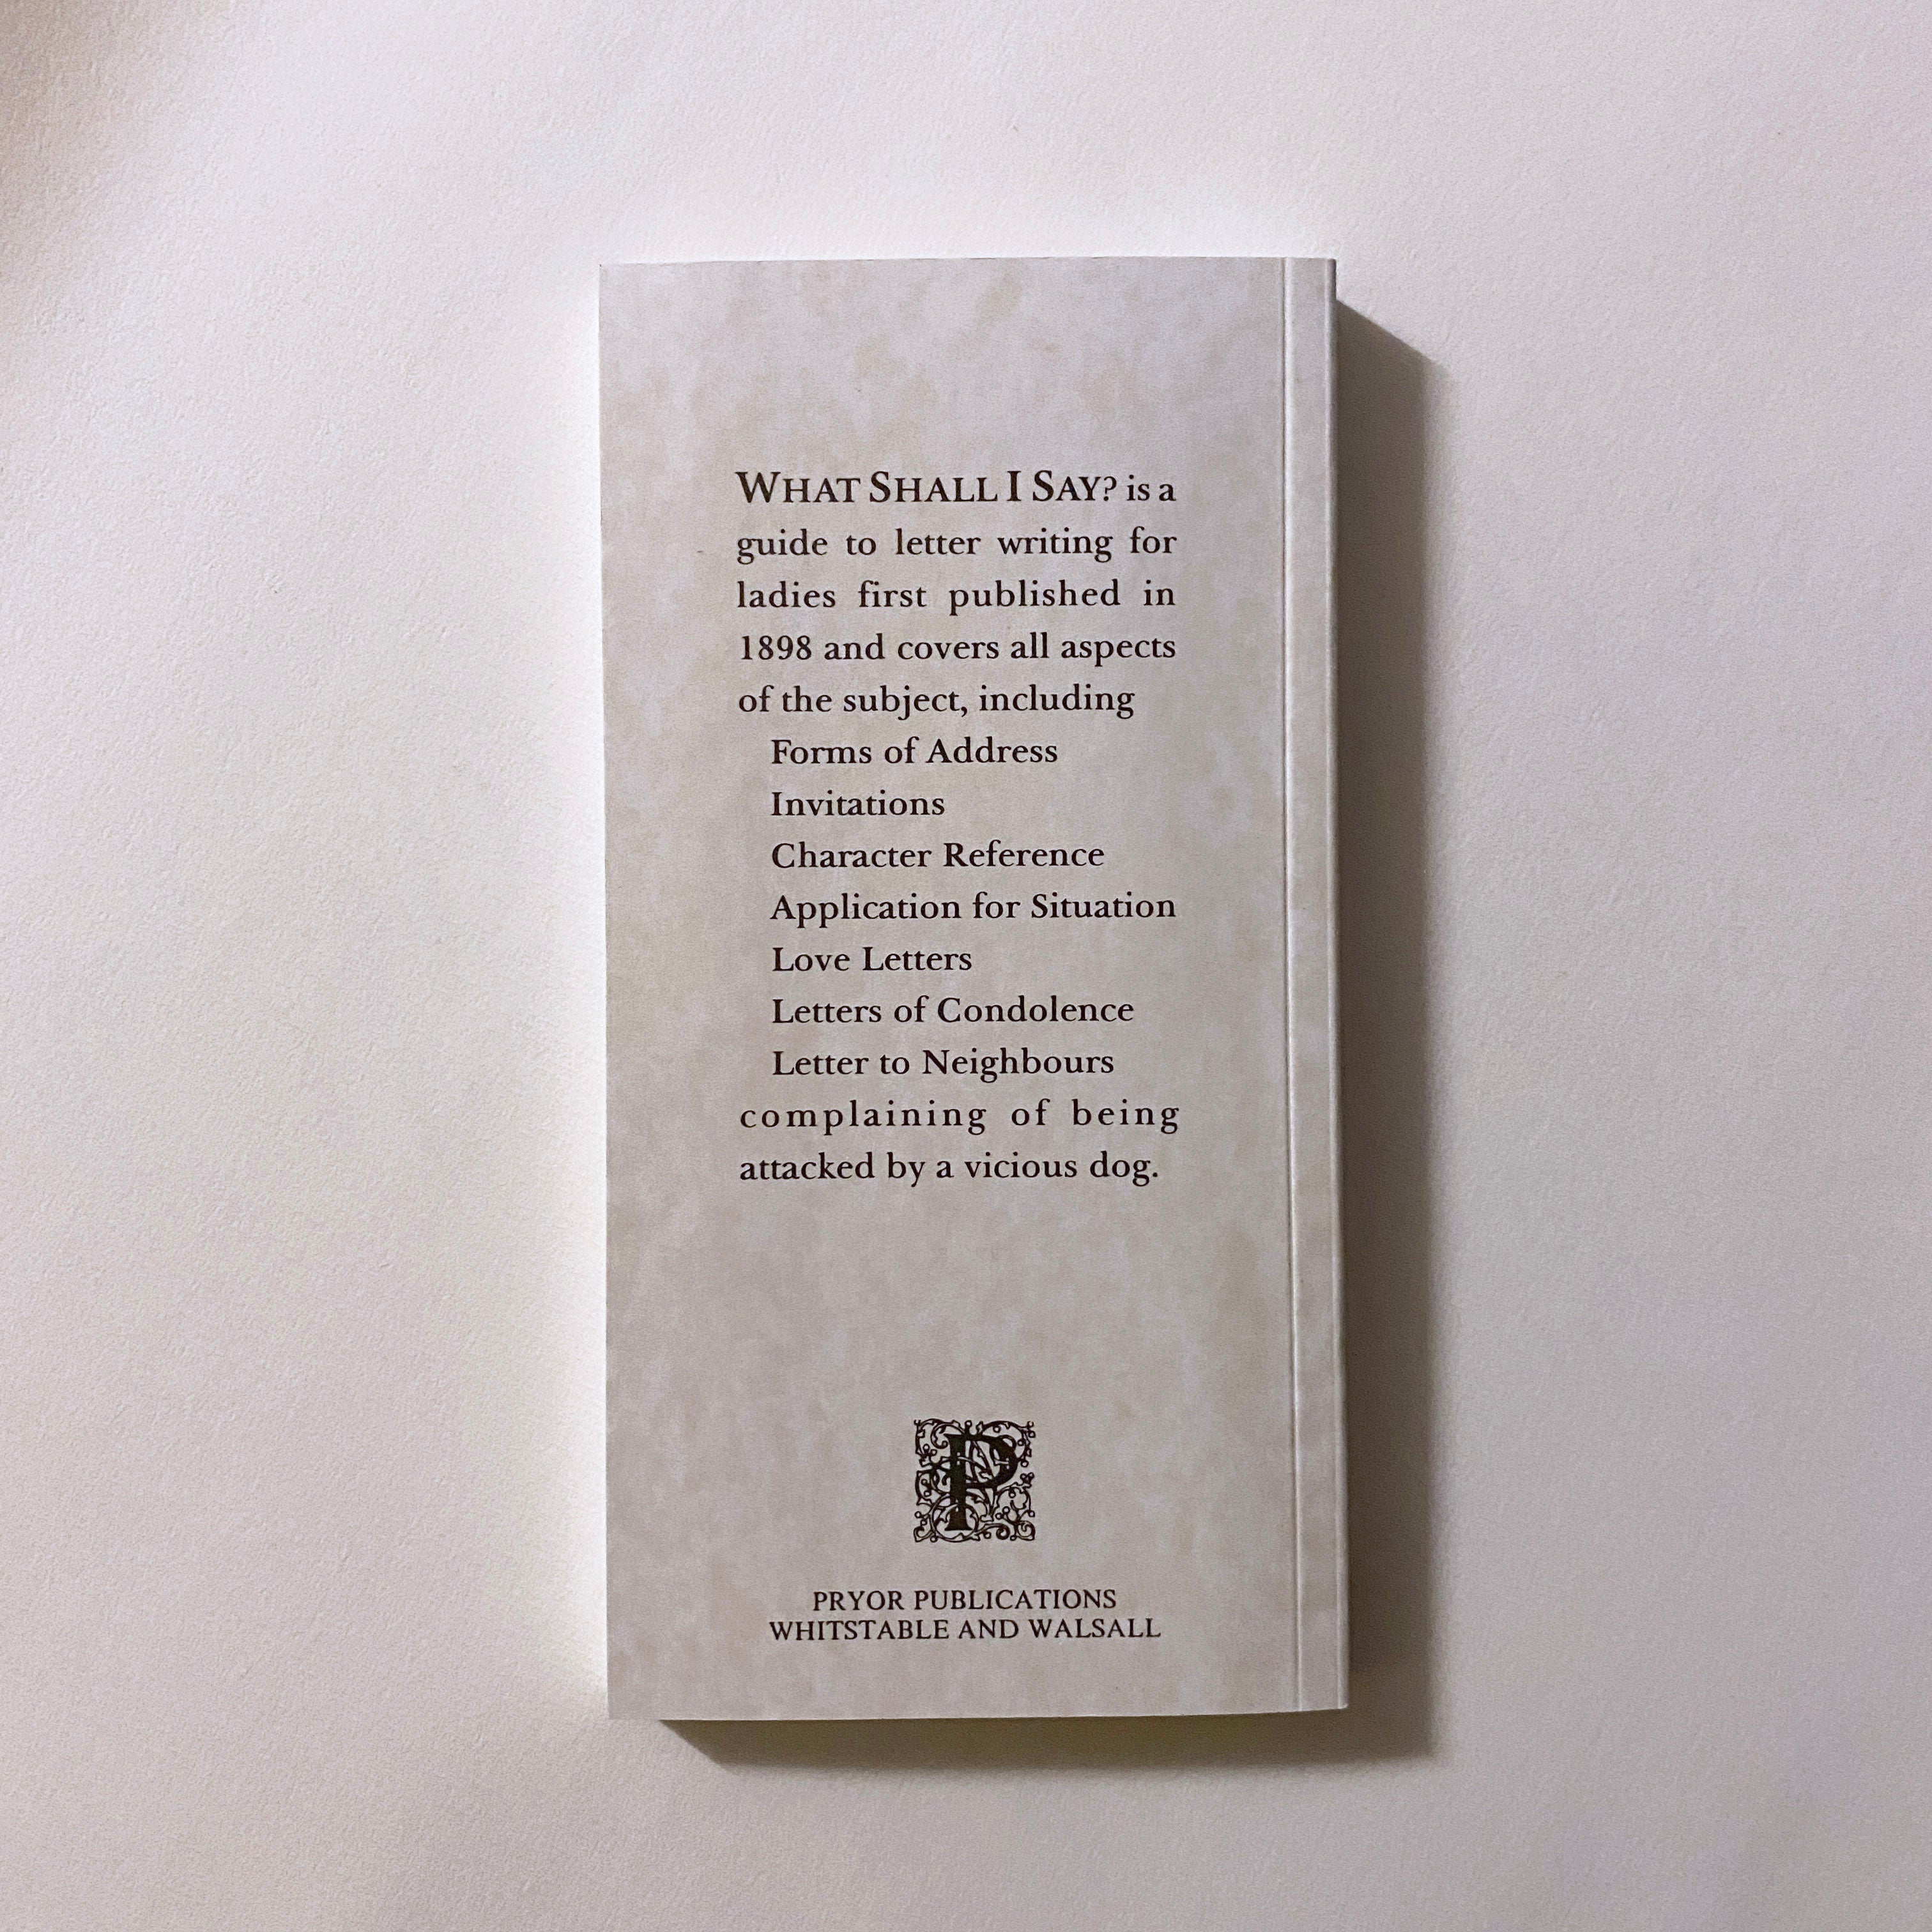 WHAT SHALL I SAY? is a
guide to letter writing for
ladies first published in
1898 and covers all aspects
of the subject, including
Forms of Address
Invitations
Character Reference
Application for Situation
Love Letters
Letters of Condolence
Letter to Neighbours
complaining of being
attacked by a vicious dog.
P
PRYOR PUBLICATIONS
WHITSTABLE AND WALSALL